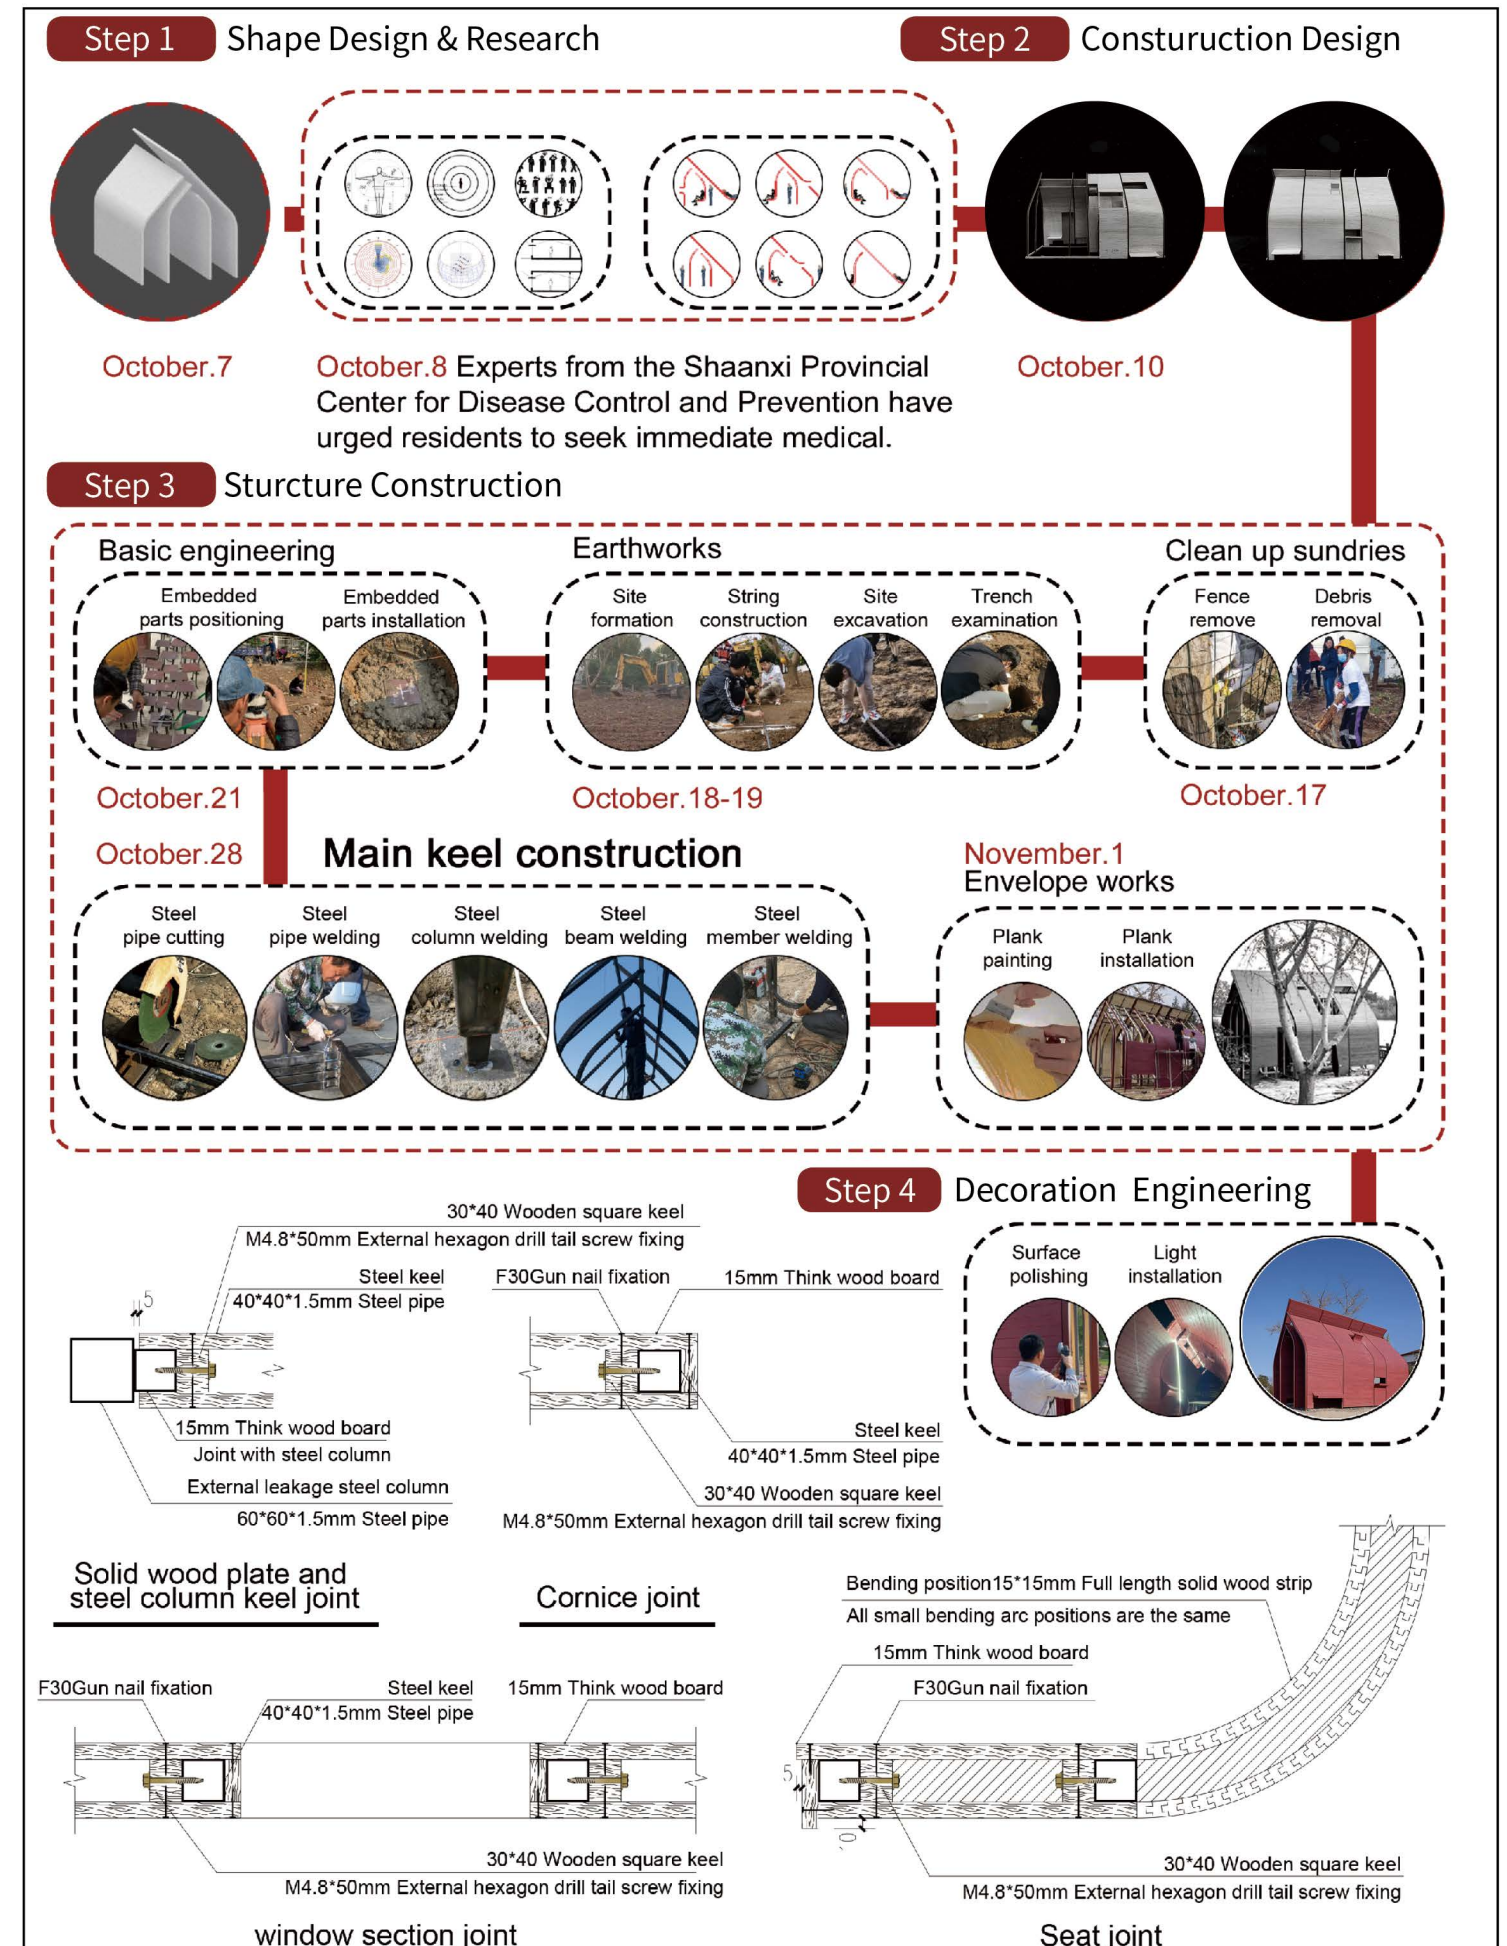 Step 1
Shape Design & Research
Step 2
Consturuction Design
October.7
October.8 Experts from the Shaanxi Provincial
Center for Disease Control and Prevention have
urged residents to seek immediate medical.
October.10
Step 3
Sturcture Construction
Basic engineering
Embedded
parts positioning
Embedded
parts installation
October.21
Earthworks
Site
formation
String
construction
Site
excavation
Trench
examination
October.18-19
Clean up sundries
Fence
remove
Debris
removal
October.17
October.28
Main keel construction
Steel
pipe cutting
Steel
pipe welding
Steel
column welding
Steel
beam welding
Steel
member welding
November.1
Envelope works
Plank
painting
Plank
installation
Step 4
Decoration Engineering
Surface
polishing
Light
installation
30*40 Wooden square keel
M4.8*50mm External hexagon drill tail screw fixing
Steel keel
40*40*1.5mm Steel pipe
5
15mm Think wood board
Joint with steel column
External leakage steel column
60*60*1.5mm Steel pipe
Solid wood plate and
steel column keel joint
F30Gun nail fixation
15mm Think wood board
Steel keel
40*40*1.5mm Steel pipe
30*40 Wooden square keel
M4.8*50mm External hexagon drill tail screw fixing
Cornice joint
F30Gun nail fixation
Steel keel
40*40*1.5mm Steel pipe
15mm Think wood board
30*40 Wooden square keel
M4.8*50mm External hexagon drill tail screw fixing
window section joint
Bending position15*15mm Full length solid wood strip
All small bending arc positions are the same
15mm Think wood board
F30Gun nail fixation
5
30*40 Wooden square keel
M4.8*50mm External hexagon drill tail screw fixing
Seat joint